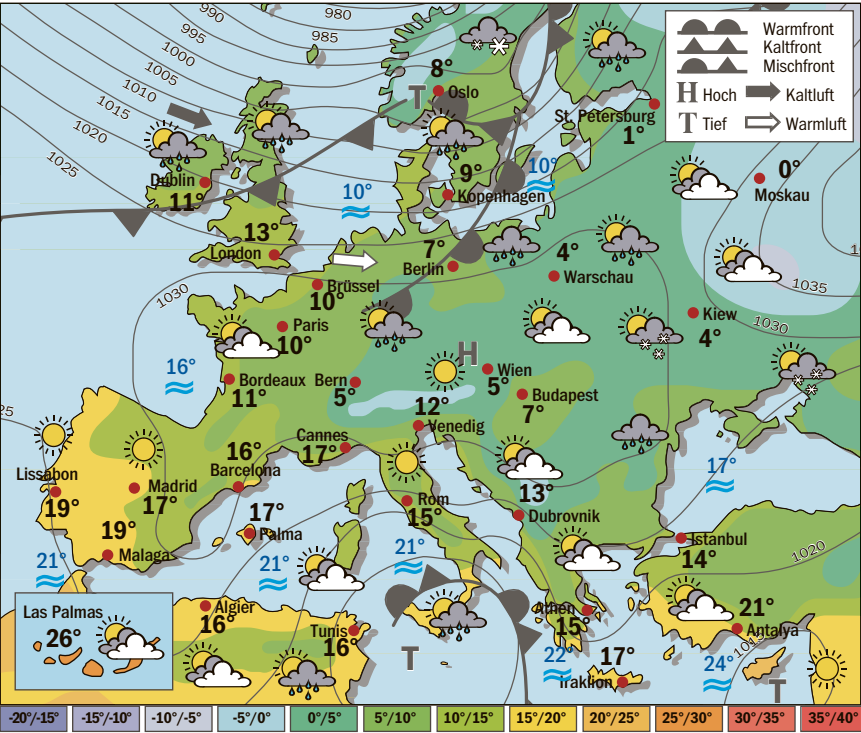 990
980
995
985
1000
1005
1010
1015
1020
1025
Warmfront
Kaltfront
Mischfront
H Hoch
Kaltluft
T Tief
Warmluft
T
8°
Oslo
St. Petersburg
1°
0°
Moskau
Dublin
11°
10°
9°
Kopenhagen
10°
13°
London
7°
Berlin
4°
Warschau
1035
1030
Brüssel
10°
Paris
10°
Kiew
4°
1030
16°
Bordeaux
11°
Bern
5°
H
Wien
5°
Budapest
7°
25
12°
Venedig
Cannes
17°
16°
Barcelona
Lissabon
19°
Madrid
17°
Rom
15°
13°
Dubrovnik
17°
17°
Palma
19°
Malaga
21°
21°
21°
Istanbul
14°
1020
Las Palmas
26°
Algier
16°
Tunis
16°
T
Athen
15°
22°
17°
Iraklion
21°
Antalya
24°
1015
T
-20°/-15°
-15°/-10°
-10°/-5°
-5°/0°
0°/5°
5°/10°
10°/15°
15°/20°
20°/25°
25°/30°
30°/35°
35°/40°